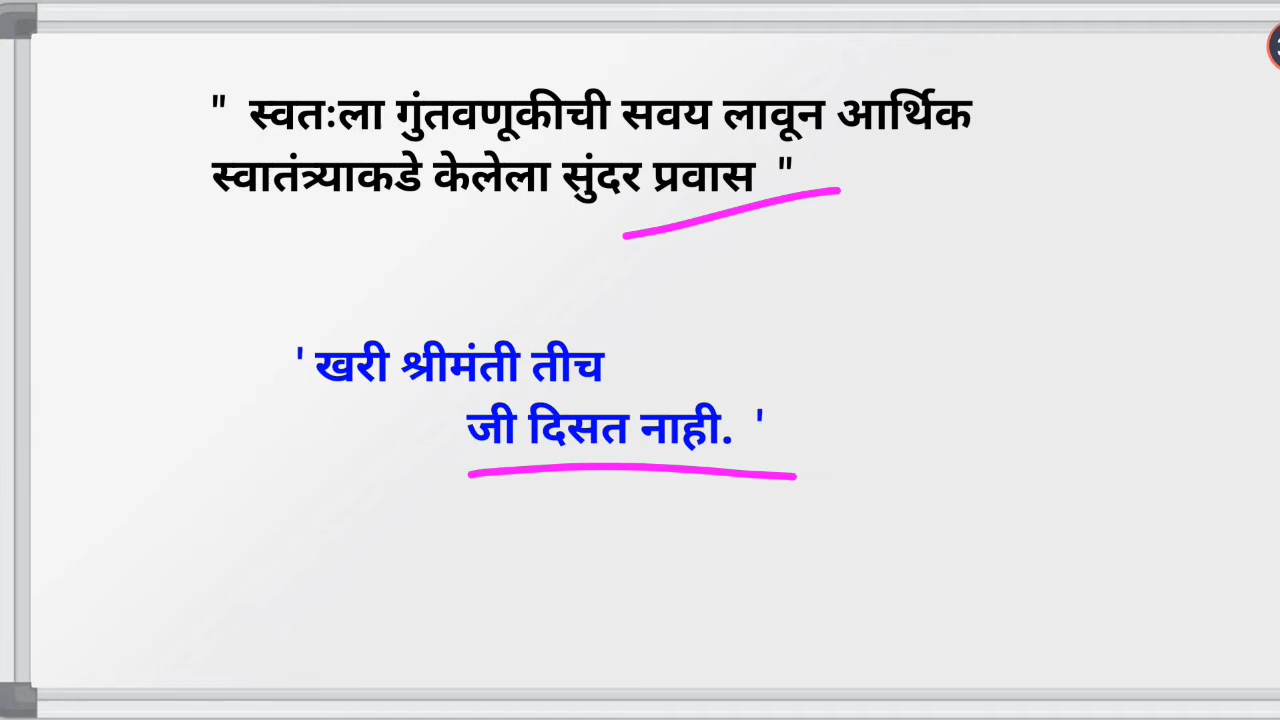 " स्वतःला गुंतवणूकीची सवय लावून आर्थिक
स्वातंत्र्याकडे केलेला सुंदर प्रवास "
' खरी श्रीमंती तीच
जी दिसत नाही. '